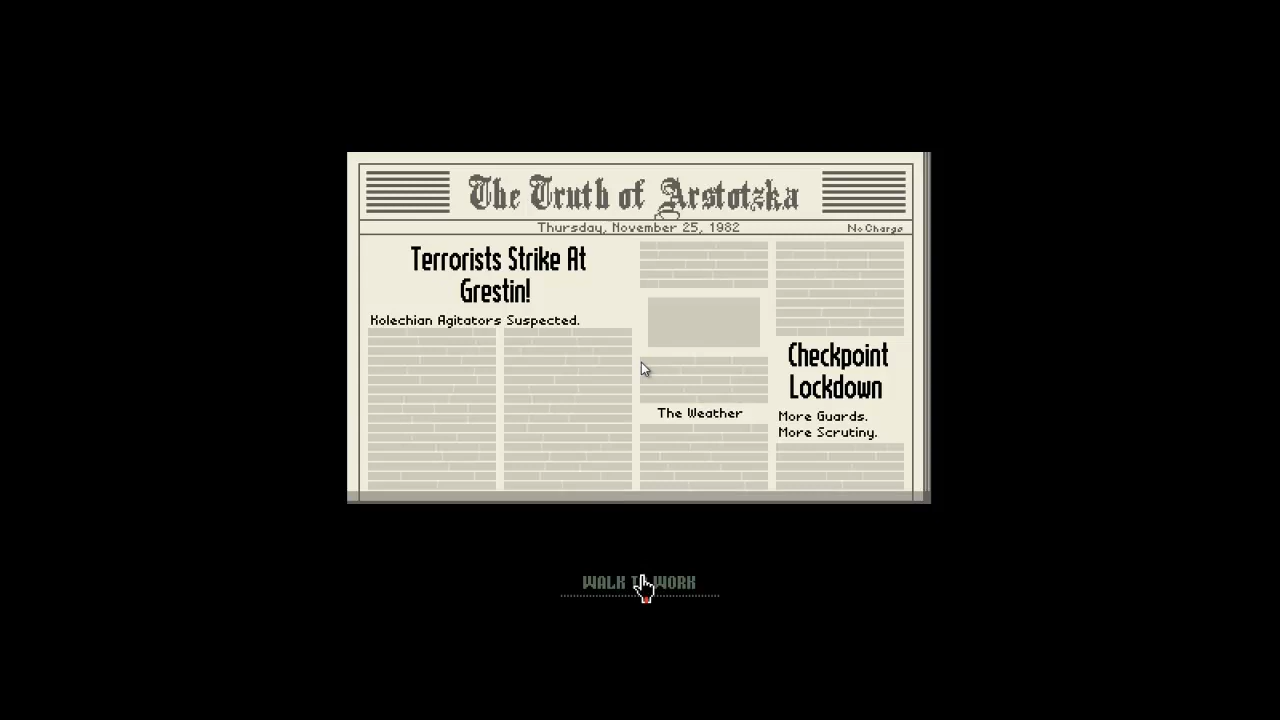 The Truth of Arstotzka
Thursday, November 25, 1982
No Charge
Terrorists Strike At
Grestin!
Kolechian Agitators Suspected.
The Weather
Checkpoint
Lockdown
More Guards.
More Scrutiny.
WALK TO WORK